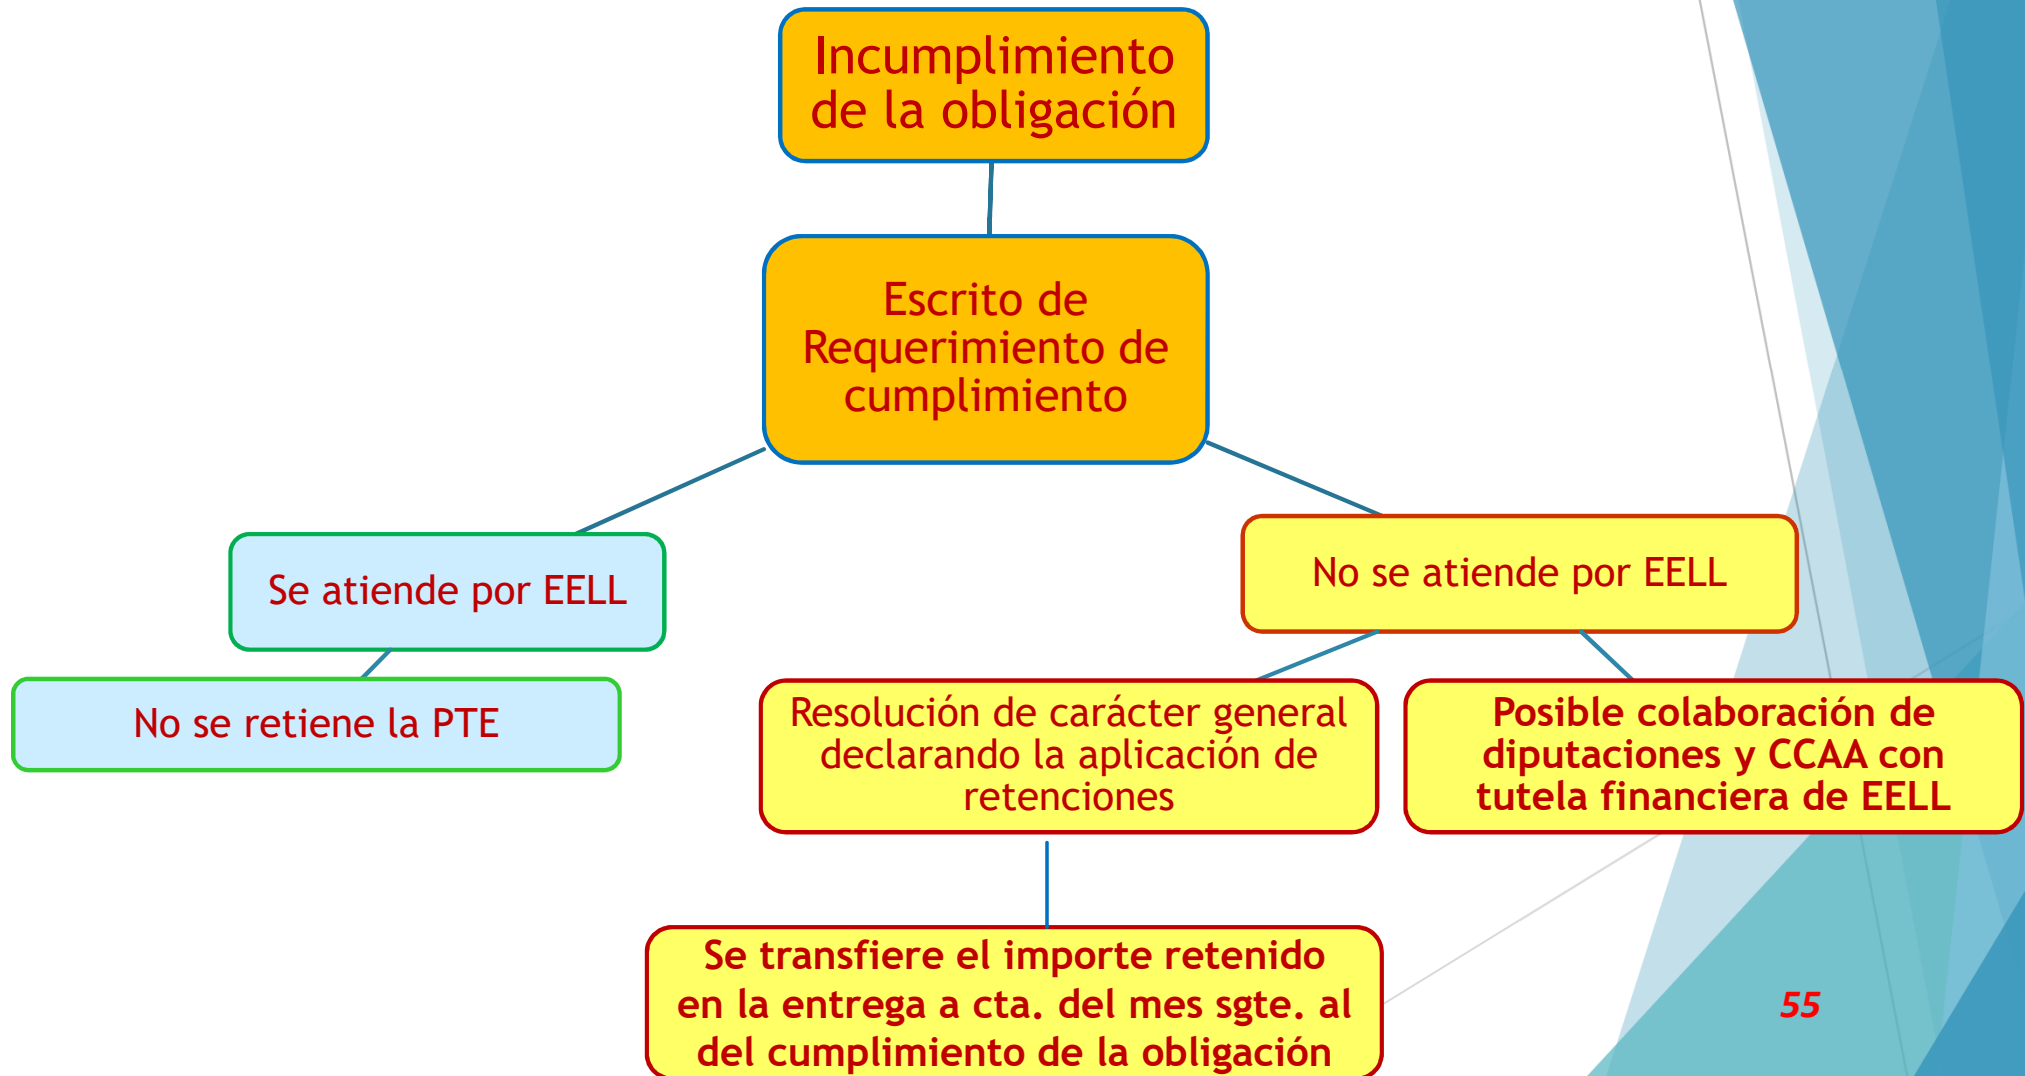 Incumplimiento
de la obligación
Escrito de
Requerimiento de
cumplimiento
Se atiende por EELL
No se atiende por EELL
No se retiene la PTE
Resolución de carácter general
declarando la aplicación de
retenciones
Posible colaboración de
diputaciones y CCAA con
tutela financiera de EELL
Se transfiere el importe retenido
en la entrega a cta. del mes sgte. al
del cumplimiento de la obligación
55